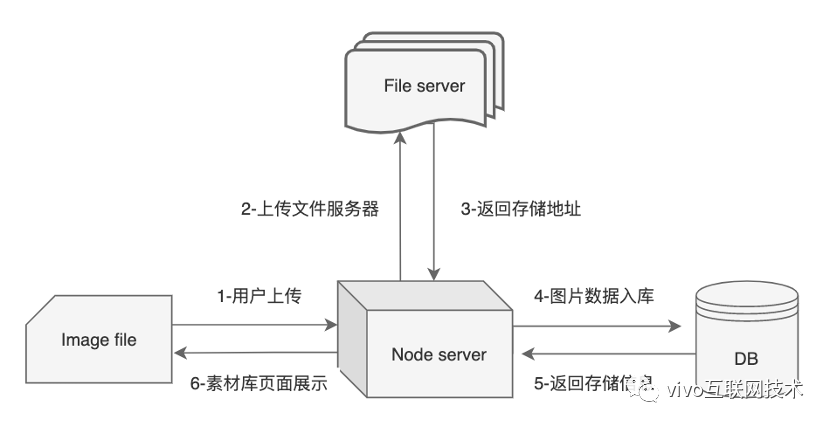 File server
2-上传文件服务器
3-返回存储地址
1-用户上传
4-图片数据入库
Image file
Node server
DB
6-素材库页面展示
5-返回存储信息
vivo互联网技术